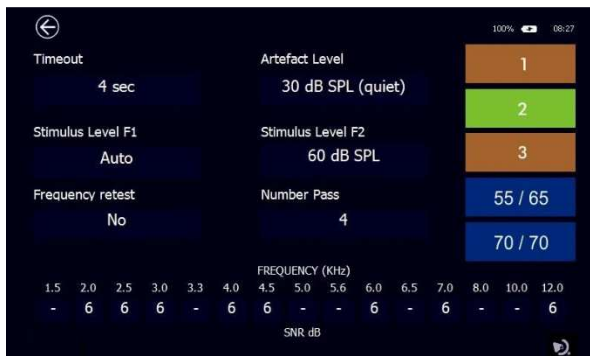 100% 08:27
Timeout
4 sec
Artefact Level
30 dB SPL (quiet)
Stimulus Level F1
Auto
Stimulus Level F2
60 dB SPL
Frequency retest
No
Number Pass
4
1
2
3
55 / 65
70 / 70
FREQUENCY (KHz)
1.5 2.0 2.5 3.0 3.3 4.0 4.5 5.0 5.6 6.0 6.5 7.0 8.0 10.0 12.0
- 6 6 6 - 6 6 - - 6 - 6 - - 6
SNR dB